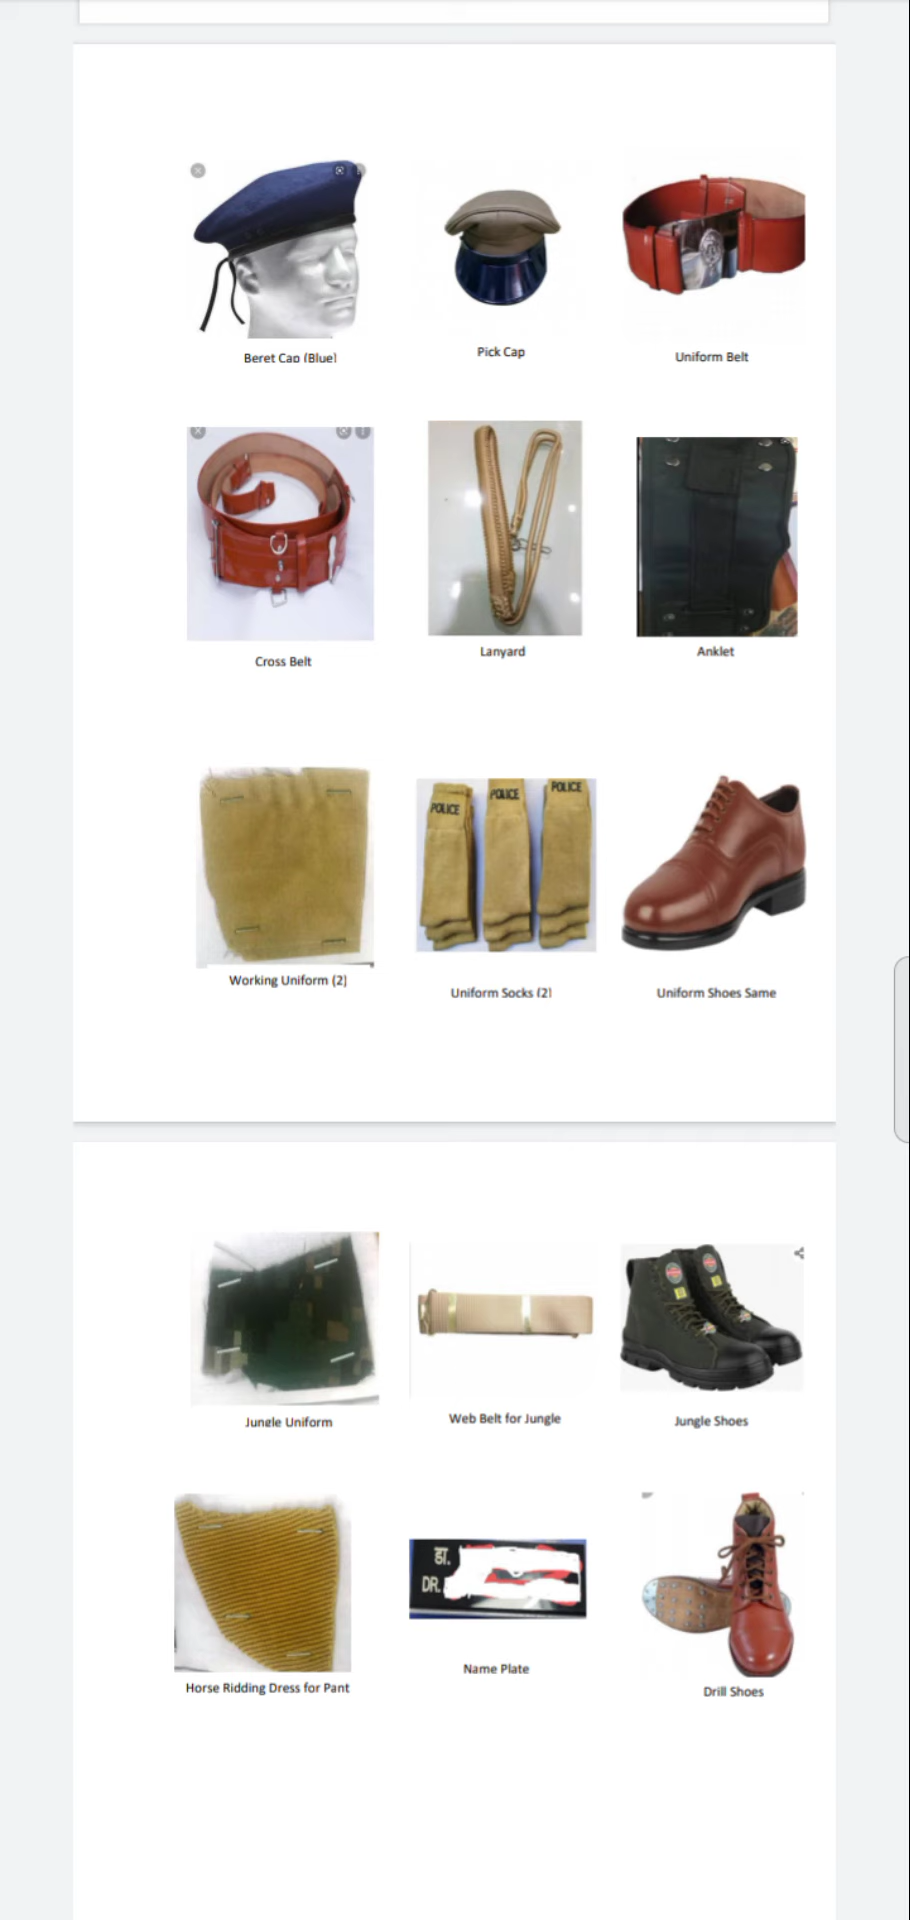 Beret Cap (Blue)
Pick Cap
Uniform Belt
Cross Belt
Lanyard
Anklet
POLICE
POLICE
POLICE
Working Uniform (2)
Uniform Socks (2)
Uniform Shoes Same
Jungle Uniform
Web Belt for Jungle
Jungle Shoes
डा.
DR.
Horse Ridding Dress for Pant
Name Plate
Drill Shoes